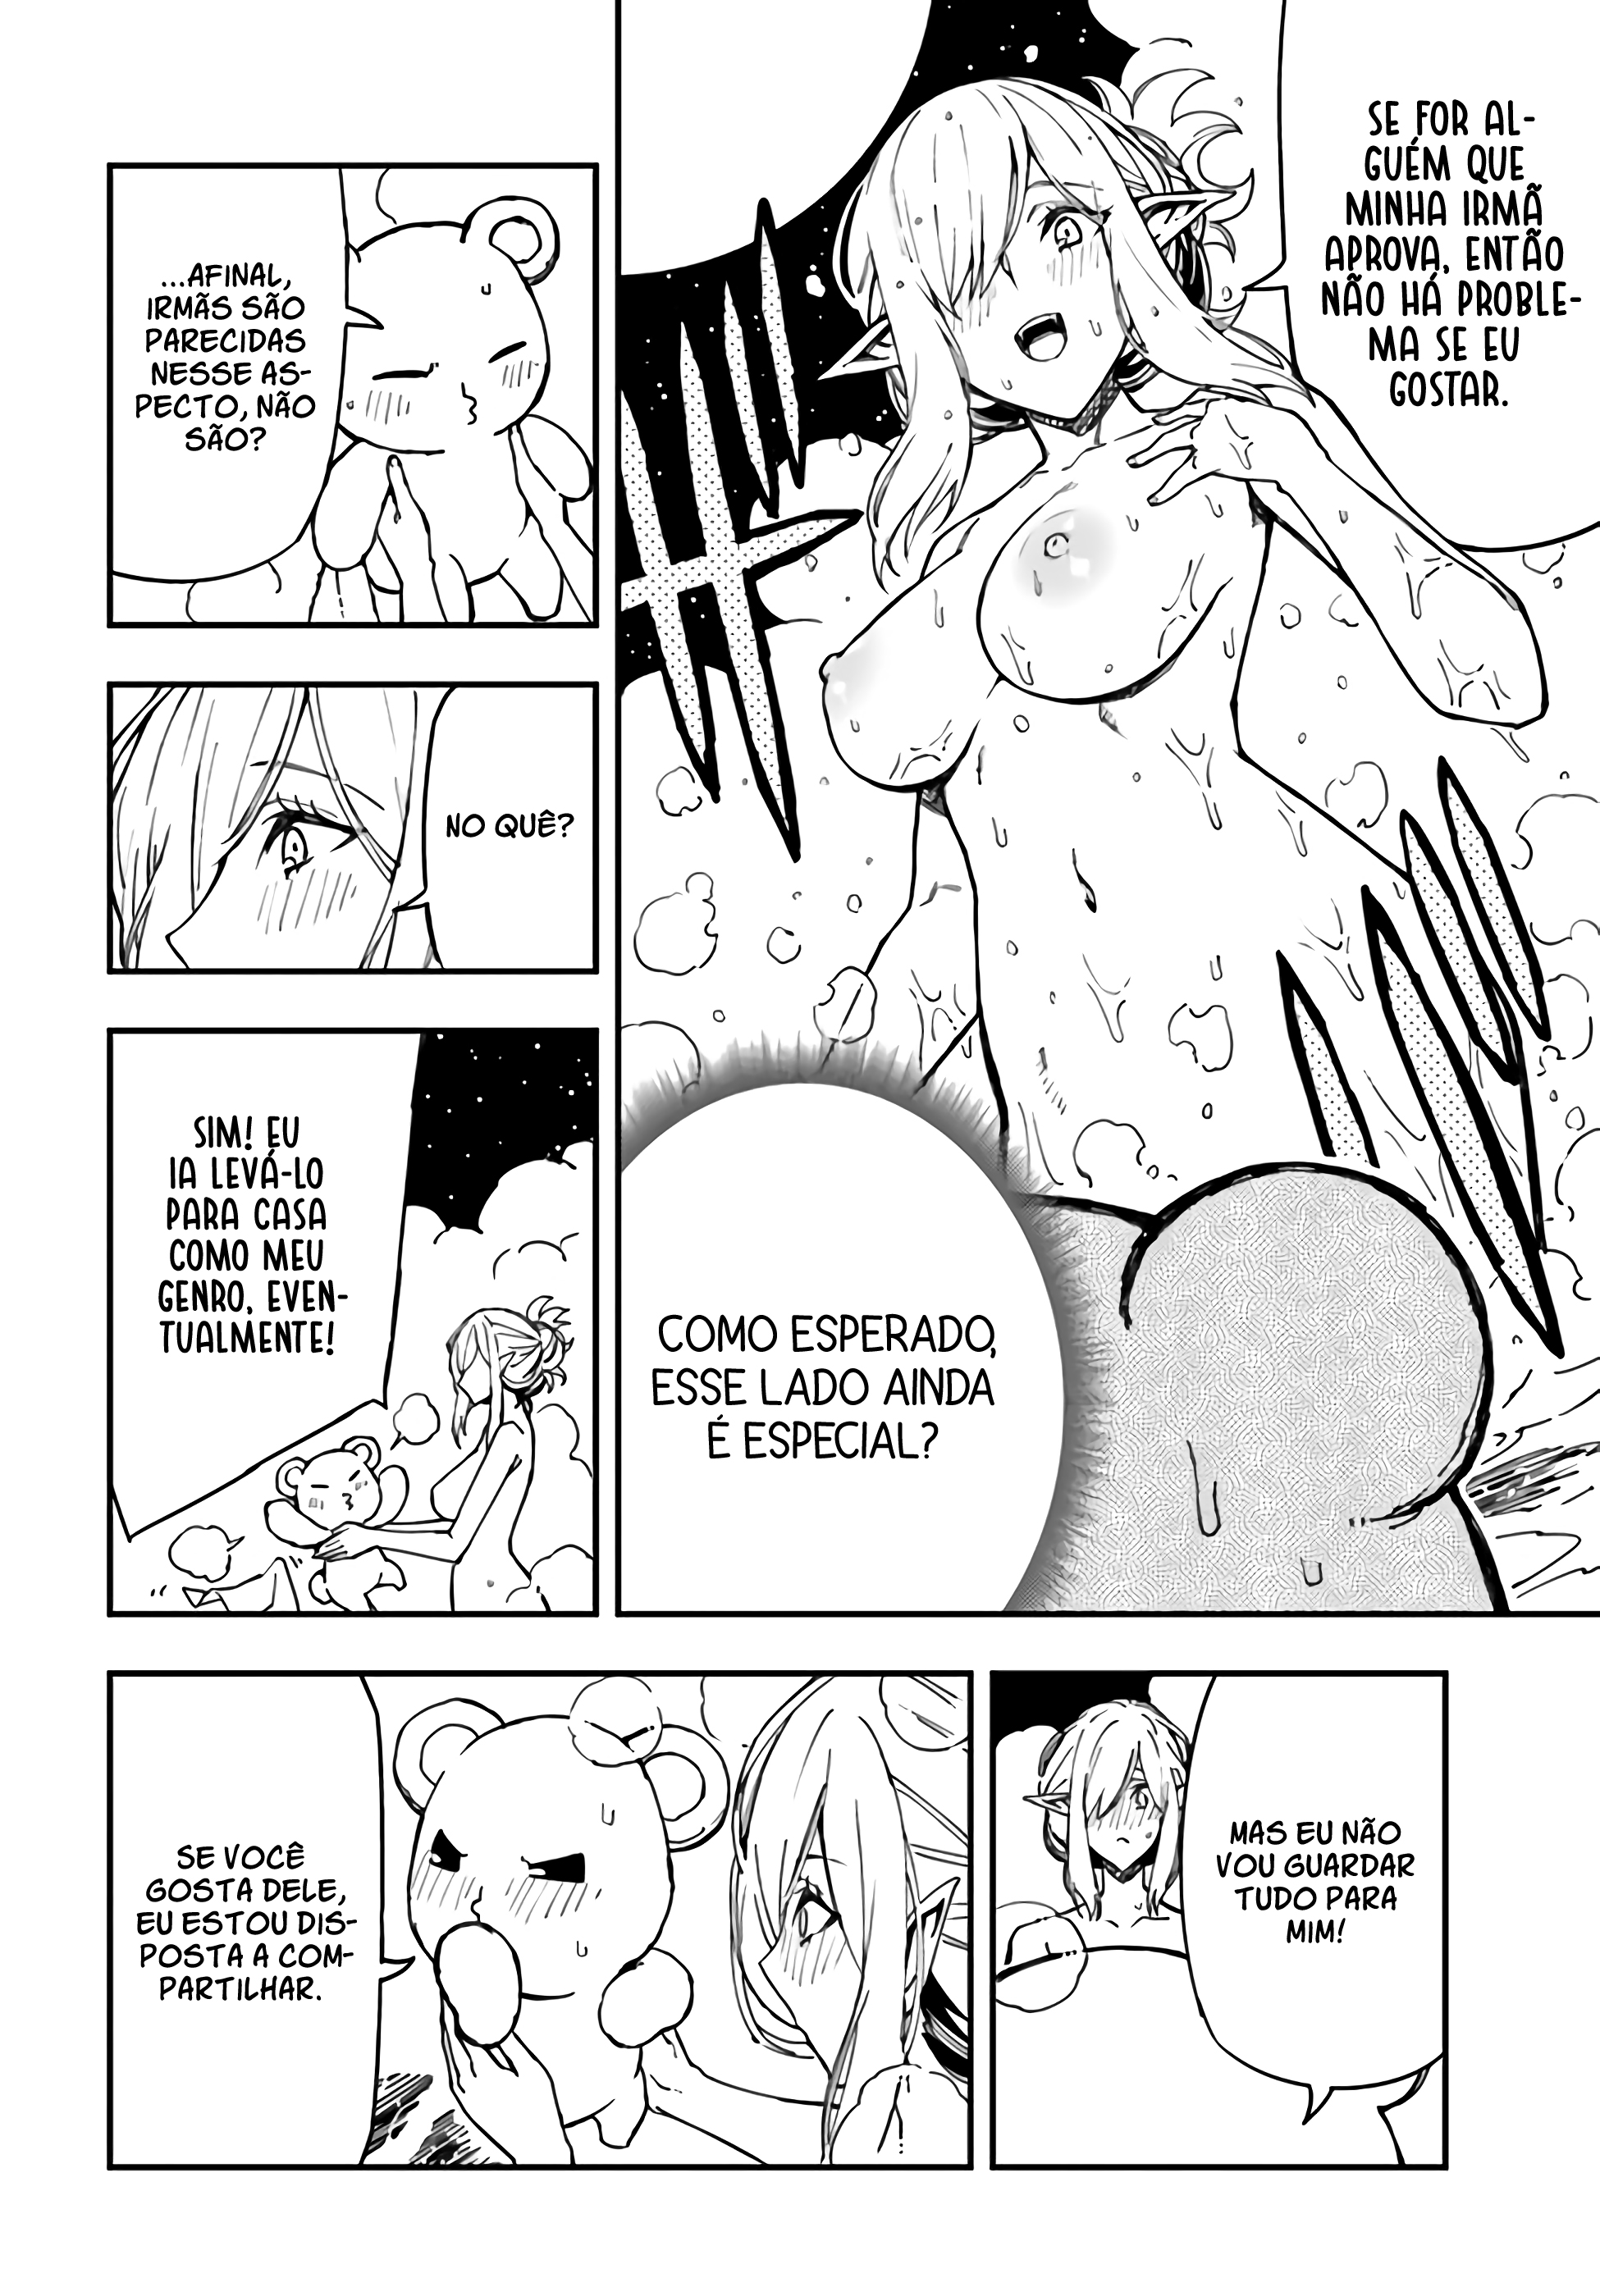 SE FOR AL-
GUÉM QUE
MINHA IRMÃ
APROVA, ENTÃO
NÃO HÁ PROBLE-
MA SE EU
GOSTAR.
COMO ESPERADO,
ESSE LADO AINDA
É ESPECIAL?
...AFINAL,
IRMÃS SÃO
PARECIDAS
NESSE AS-
PECTO, NÃO
SÃO?
NO QUÊ?
SIM! EU
IA LEVÁ-LO
PARA CASA
COMO MEU
GENRO, EVEN-
TUALMENTE!
MAS EU NÃO
VOU GUARDAR
TUDO PARA
MIM!
SE VOCÊ
GOSTA DELE,
EU ESTOU DIS-
POSTA A COM-
PARTILHAR.